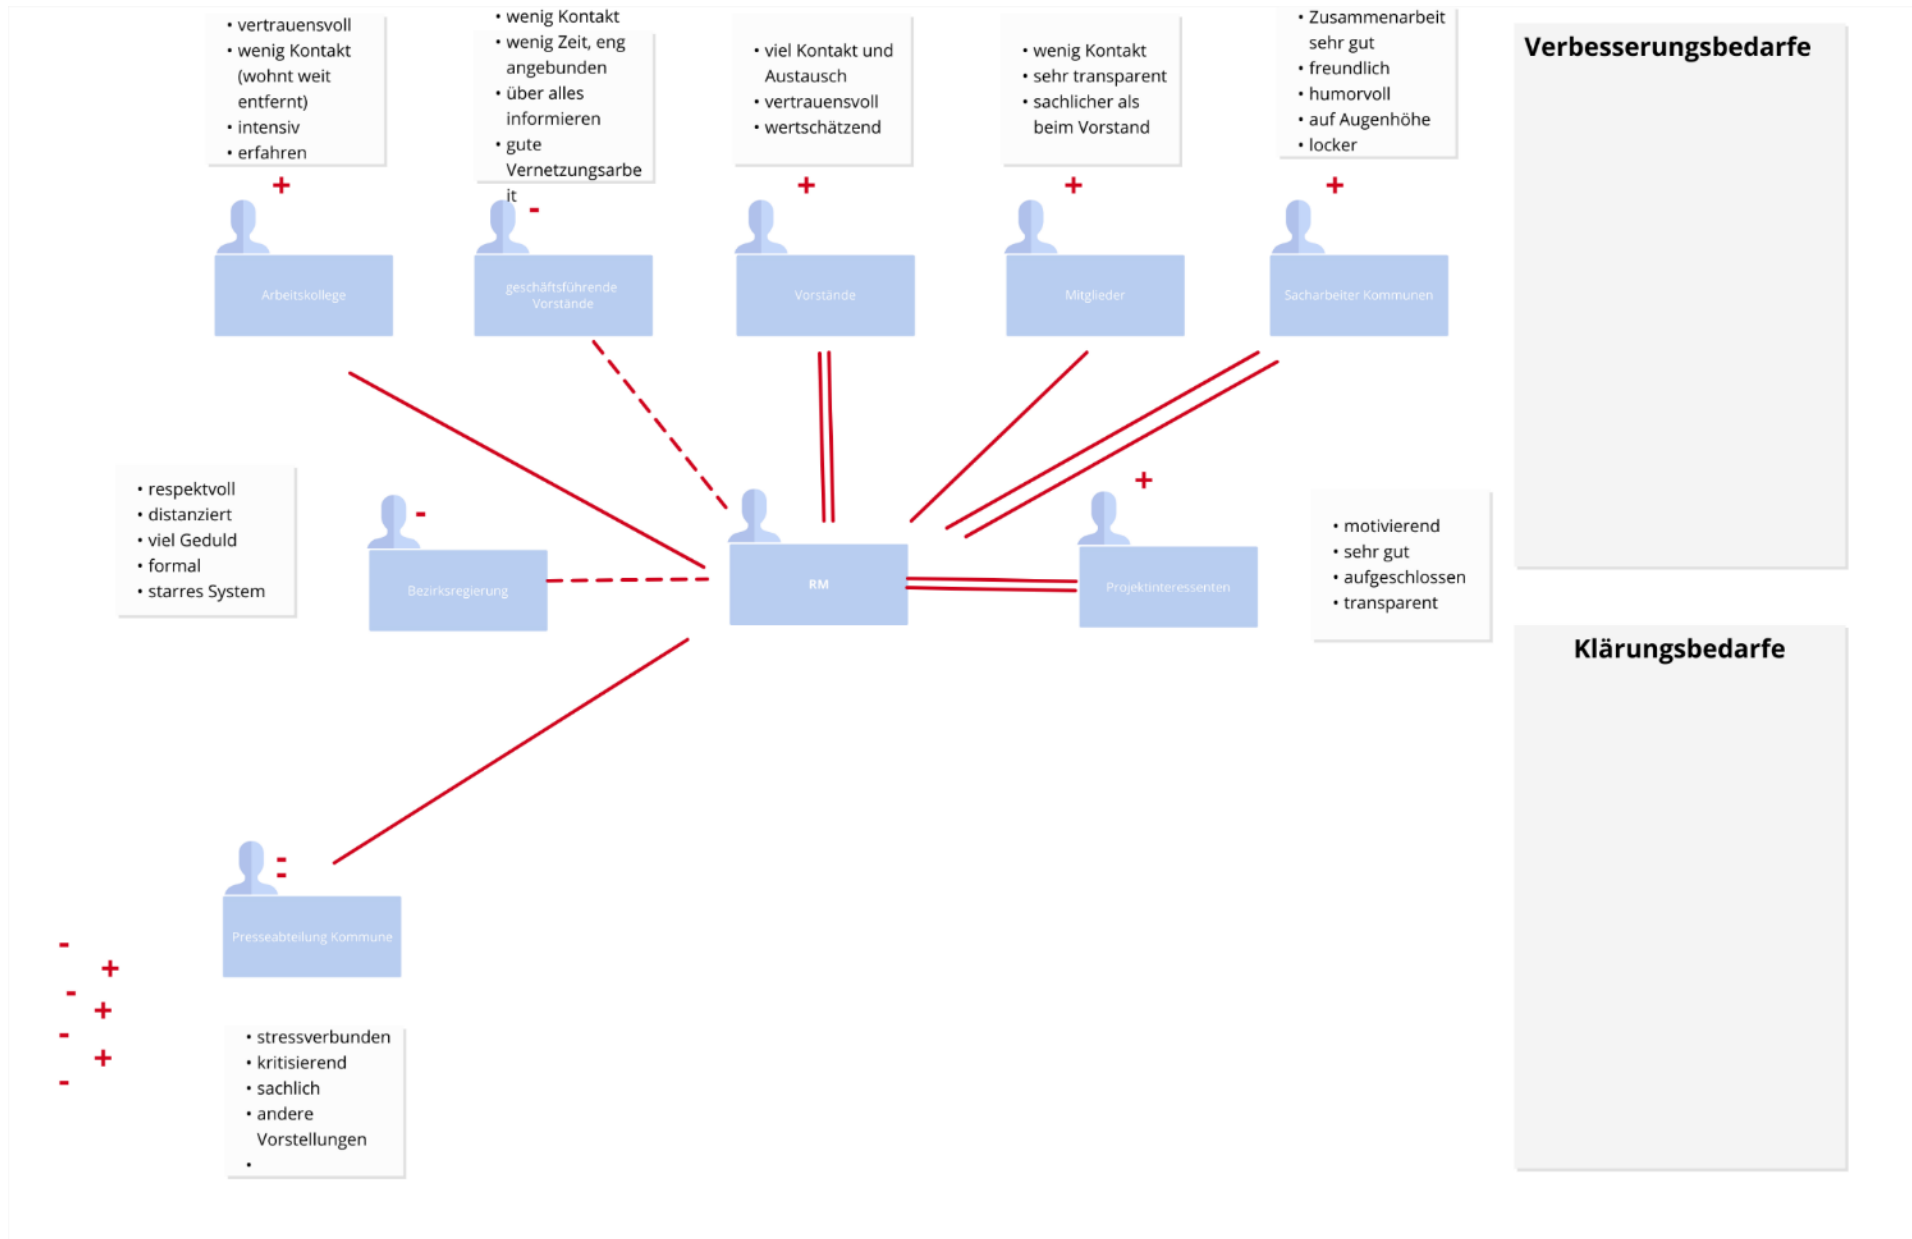 • vertrauensvoll
• wenig Kontakt
(wohnt weit
entfernt)
• intensiv
• erfahren
+
• wenig Kontakt
• wenig Zeit, eng
angebunden
• über alles
informieren
• gute
Vernetzungsarbe
it
-
• viel Kontakt und
Austausch
• vertrauensvoll
• wertschätzend
+
• wenig Kontakt
• sehr transparent
• sachlicher als
beim Vorstand
+
• Zusammenarbeit
sehr gut
• freundlich
• humorvoll
• auf Augenhöhe
• locker
+
Verbesserungsbedarfe
Arbeitskollege
geschäftsführende
Vorstände
Vorstände
Mitglieder
Sacharbeiter Kommunen
• respektvoll
• distanziert
• viel Geduld
• formal
• starres System
-
Bezirksregierung
RM
+
Projektinteressenten
• motivierend
• sehr gut
• aufgeschlossen
• transparent
Klärungsbedarfe
-
-
Presseabteilung Kommune
-
+
-
+
-
+
-
• stressverbunden
• kritisierend
• sachlich
• andere
Vorstellungen
•